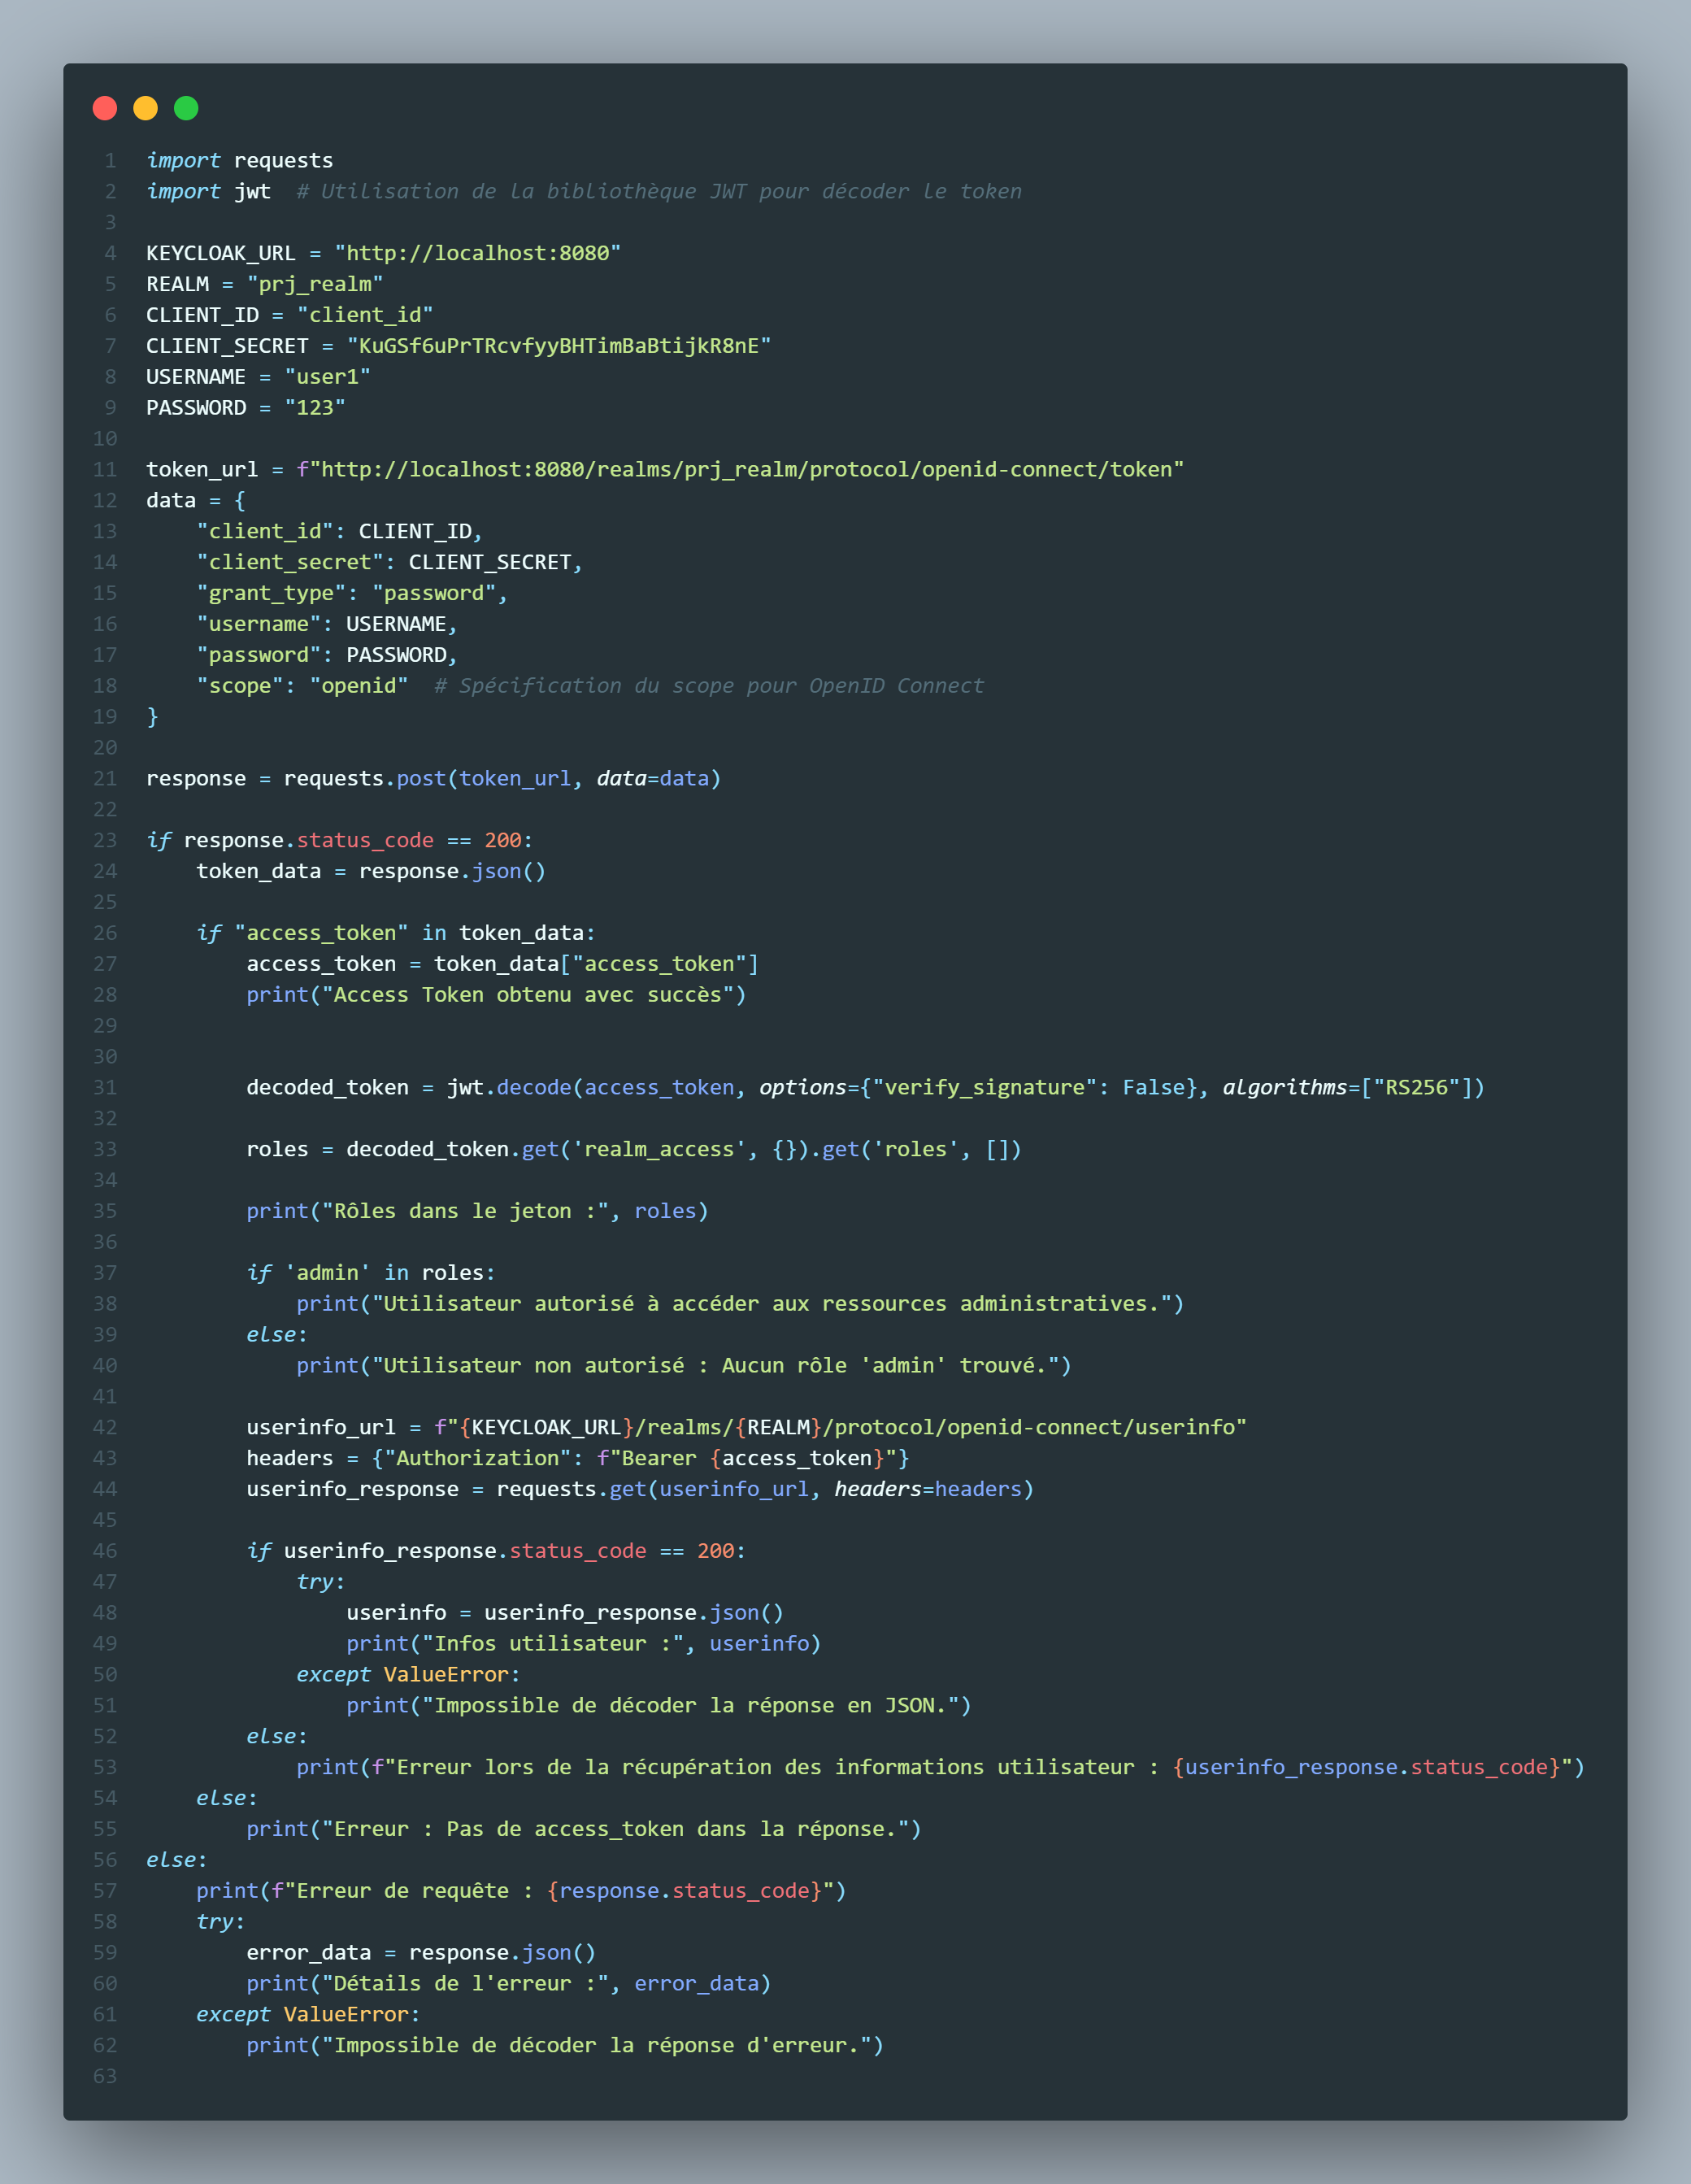 1 import requests
2 import jwt  # Utilisation de la bibliothèque JWT pour décoder le token
3
4 KEYCLOAK_URL = "http://localhost:8080"
5 REALM = "prj_realm"
6 CLIENT_ID = "client_id"
7 CLIENT_SECRET = "KuGSf6uPrTRcvfyyBHTimBaBtijkR8nE"
8 USERNAME = "user1"
9 PASSWORD = "123"
10
11 token_url = f"http://localhost:8080/realms/prj_realm/protocol/openid-connect/token"
12 data = {
13     "client_id": CLIENT_ID,
14     "client_secret": CLIENT_SECRET,
15     "grant_type": "password",
16     "username": USERNAME,
17     "password": PASSWORD,
18     "scope": "openid"  # Spécification du scope pour OpenID Connect
19 }
20
21 response = requests.post(token_url, data=data)
22
23 if response.status_code == 200:
24     token_data = response.json()
25
26     if "access_token" in token_data:
27         access_token = token_data["access_token"]
28         print("Access Token obtenu avec succès")
29
30
31         decoded_token = jwt.decode(access_token, options={"verify_signature": False}, algorithms=["RS256"])
32
33         roles = decoded_token.get('realm_access', {}).get('roles', [])
34
35         print("Rôles dans le jeton :", roles)
36
37         if 'admin' in roles:
38             print("Utilisateur autorisé à accéder aux ressources administratives.")
39         else:
40             print("Utilisateur non autorisé : Aucun rôle 'admin' trouvé.")
41
42         userinfo_url = f"{KEYCLOAK_URL}/realms/{REALM}/protocol/openid-connect/userinfo"
43         headers = {"Authorization": f"Bearer {access_token}"}
44         userinfo_response = requests.get(userinfo_url, headers=headers)
45
46         if userinfo_response.status_code == 200:
47             try:
48                 userinfo = userinfo_response.json()
49                 print("Infos utilisateur :", userinfo)
50             except ValueError:
51                 print("Impossible de décoder la réponse en JSON.")
52         else:
53             print(f"Erreur lors de la récupération des informations utilisateur : {userinfo_response.status_code}")
54     else:
55         print("Erreur : Pas de access_token dans la réponse.")
56 else:
57     print(f"Erreur de requête : {response.status_code}")
58     try:
59         error_data = response.json()
60         print("Détails de l'erreur :", error_data)
61     except ValueError:
62         print("Impossible de décoder la réponse d'erreur.")
63